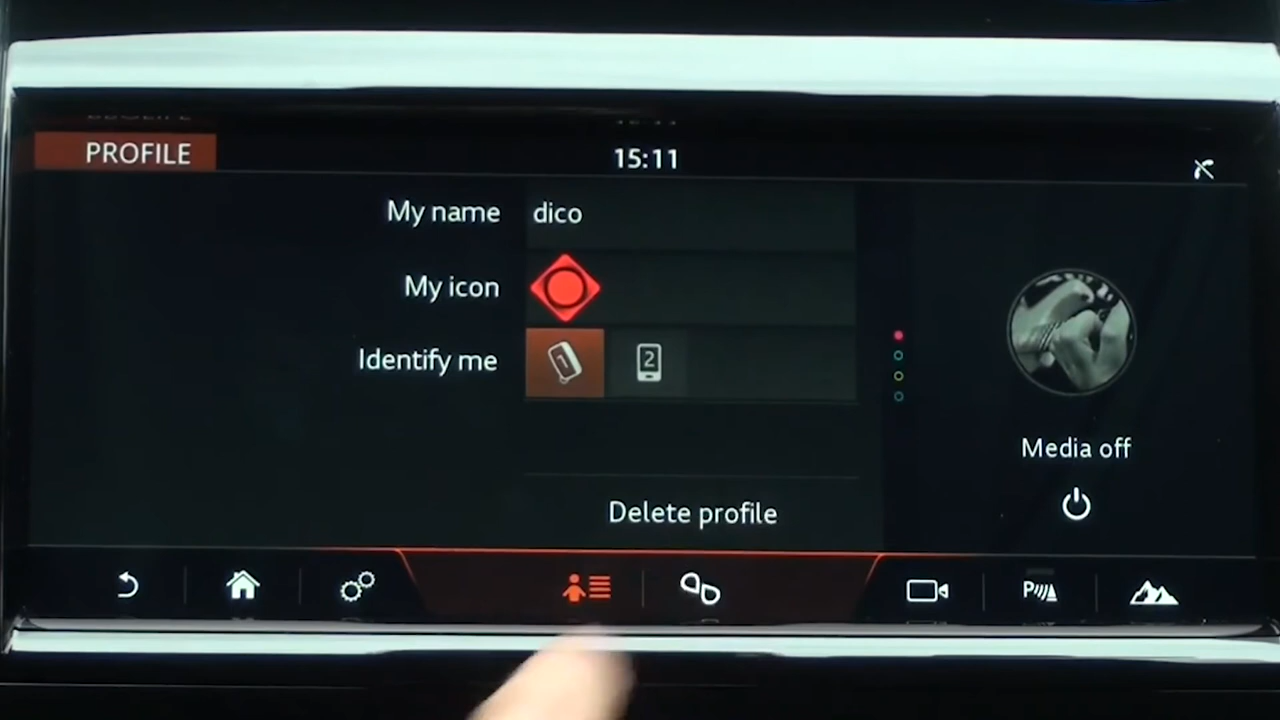 PROFILE
15:11
My name dico
My icon
Identify me 1 2
Media off
Delete profile
P